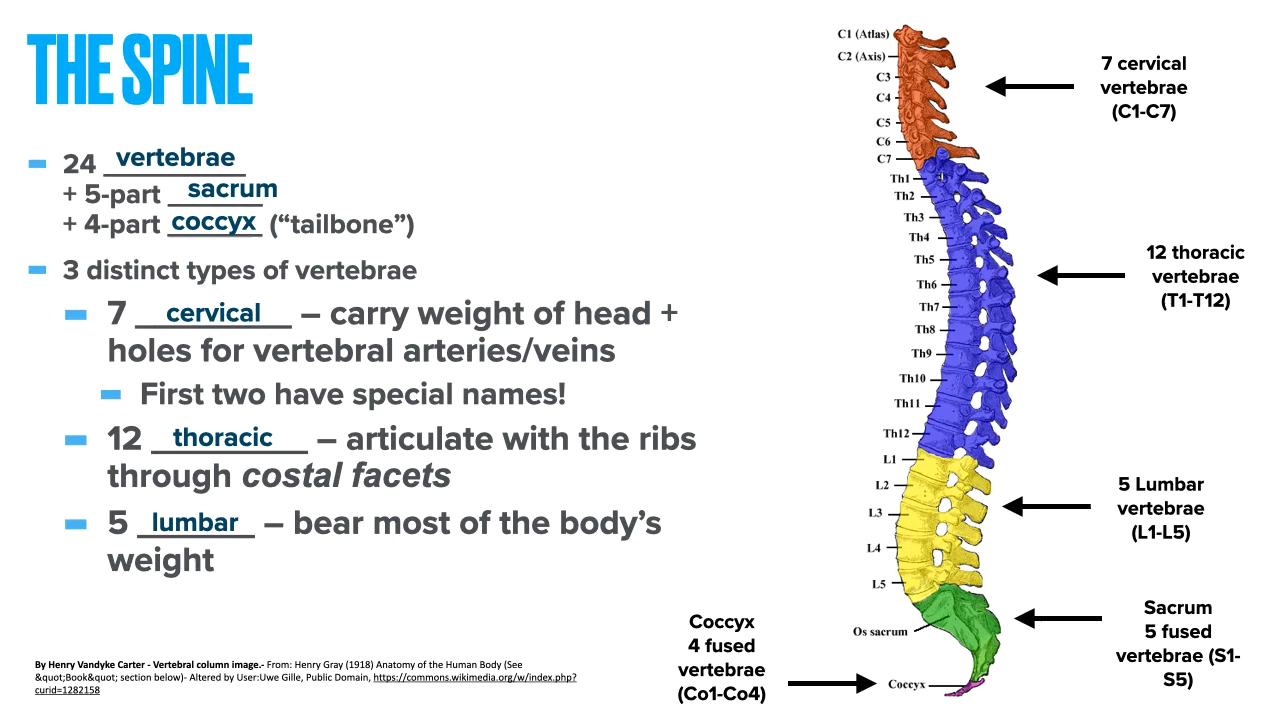 THE SPINE
24 vertebrae
+ 5-part sacrum
+ 4-part coccyx (“tailbone”)
3 distinct types of vertebrae
7 cervical – carry weight of head +
holes for vertebral arteries/veins
First two have special names!
12 thoracic – articulate with the ribs
through costal facets
5 lumbar – bear most of the body’s
weight
By Henry Vandyke Carter - Vertebral column image.- From: Henry Gray (1918) Anatomy of the Human Body (See
&quot;Book&quot; section below)- Altered by User:Uwe Gille, Public Domain, https://commons.wikimedia.org/w/index.php?
curid=1282158
C1 (Atlas)
C2 (Axis)
C3
C4
C5
C6
C7
Th1
Th2
Th3
Th4
Th5
Th6
Th7
Th8
Th9
Th10
Th11
Th12
L1
L2
L3
L4
L5
Os sacrum
Coccyx
7 cervical
vertebrae
(C1-C7)
12 thoracic
vertebrae
(T1-T12)
5 Lumbar
vertebrae
(L1-L5)
Sacrum
5 fused
vertebrae (S1-
S5)
Coccyx
4 fused
vertebrae
(Co1-Co4)